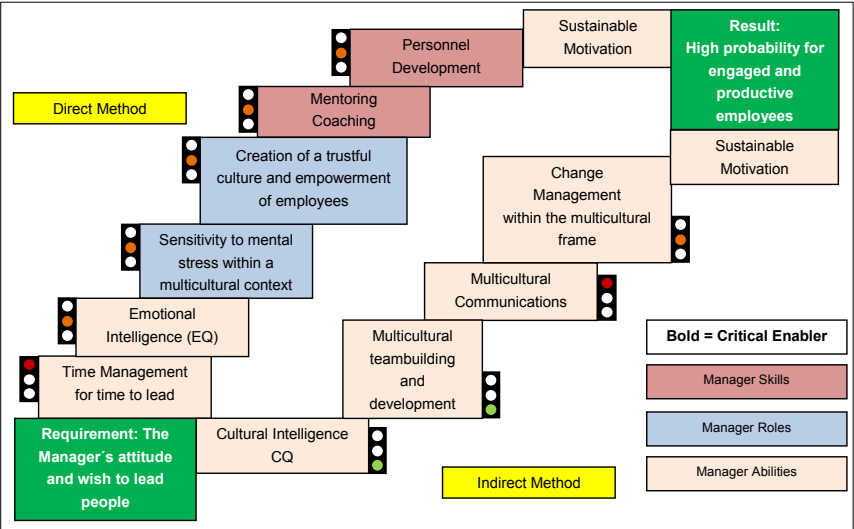 Sustainable
Motivation
Result:
High probability for
engaged and
productive
employees
Personnel
Development
Direct Method
Mentoring
Coaching
Sustainable
Motivation
Creation of a trustful
culture and empowerment
of employees
Change
Management
within the multicultural
frame
Sensitivity to mental
stress within a
multicultural context
Multicultural
Communications
Emotional
Intelligence (EQ)
Multicultural
teambuilding
and
development
Bold = Critical Enabler
Time Management
for time to lead
Manager Skills
Requirement: The
Manager´s attitude
and wish to lead
people
Cultural Intelligence
CQ
Manager Roles
Indirect Method
Manager Abilities